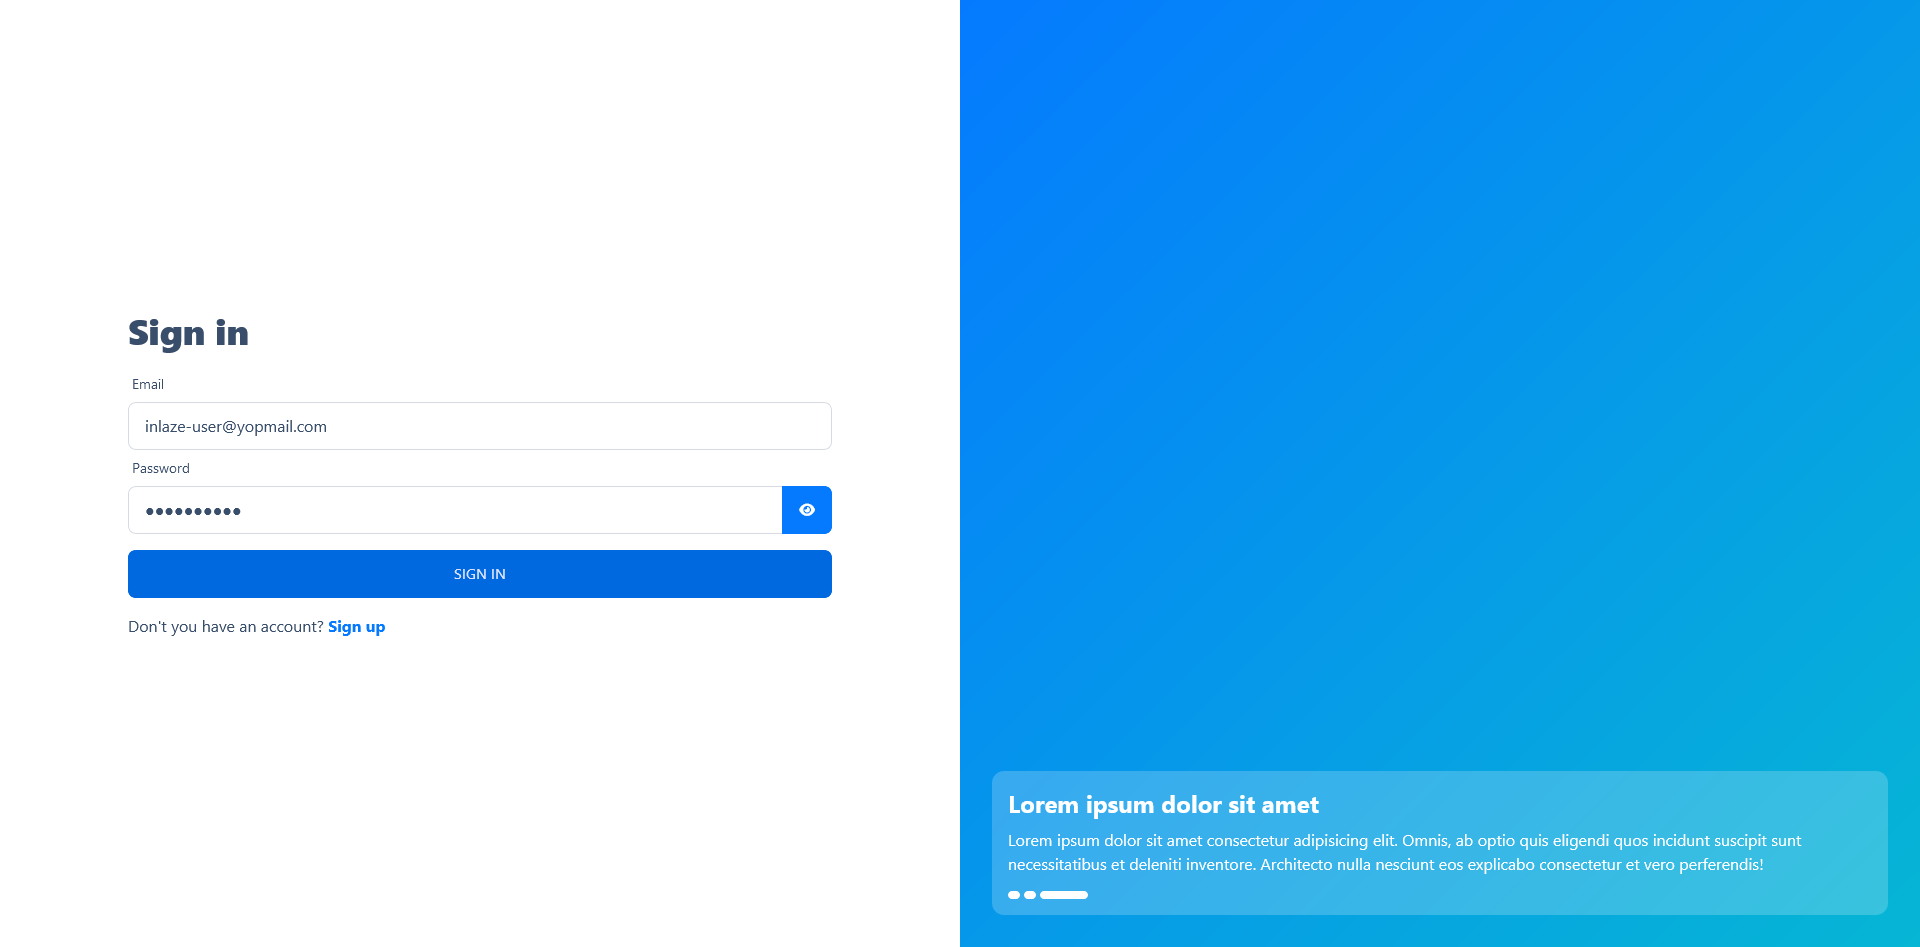 Sign in
Email
inlaze-user@yopmail.com
Password
••••••••••
SIGN IN
Don't you have an account? Sign up
Lorem ipsum dolor sit amet
Lorem ipsum dolor sit amet consectetur adipisicing elit. Omnis, ab optio quis eligendi quos incidunt suscipit sunt
necessitatibus et deleniti inventore. Architecto nulla nesciunt eos explicabo consectetur et vero perferendis!